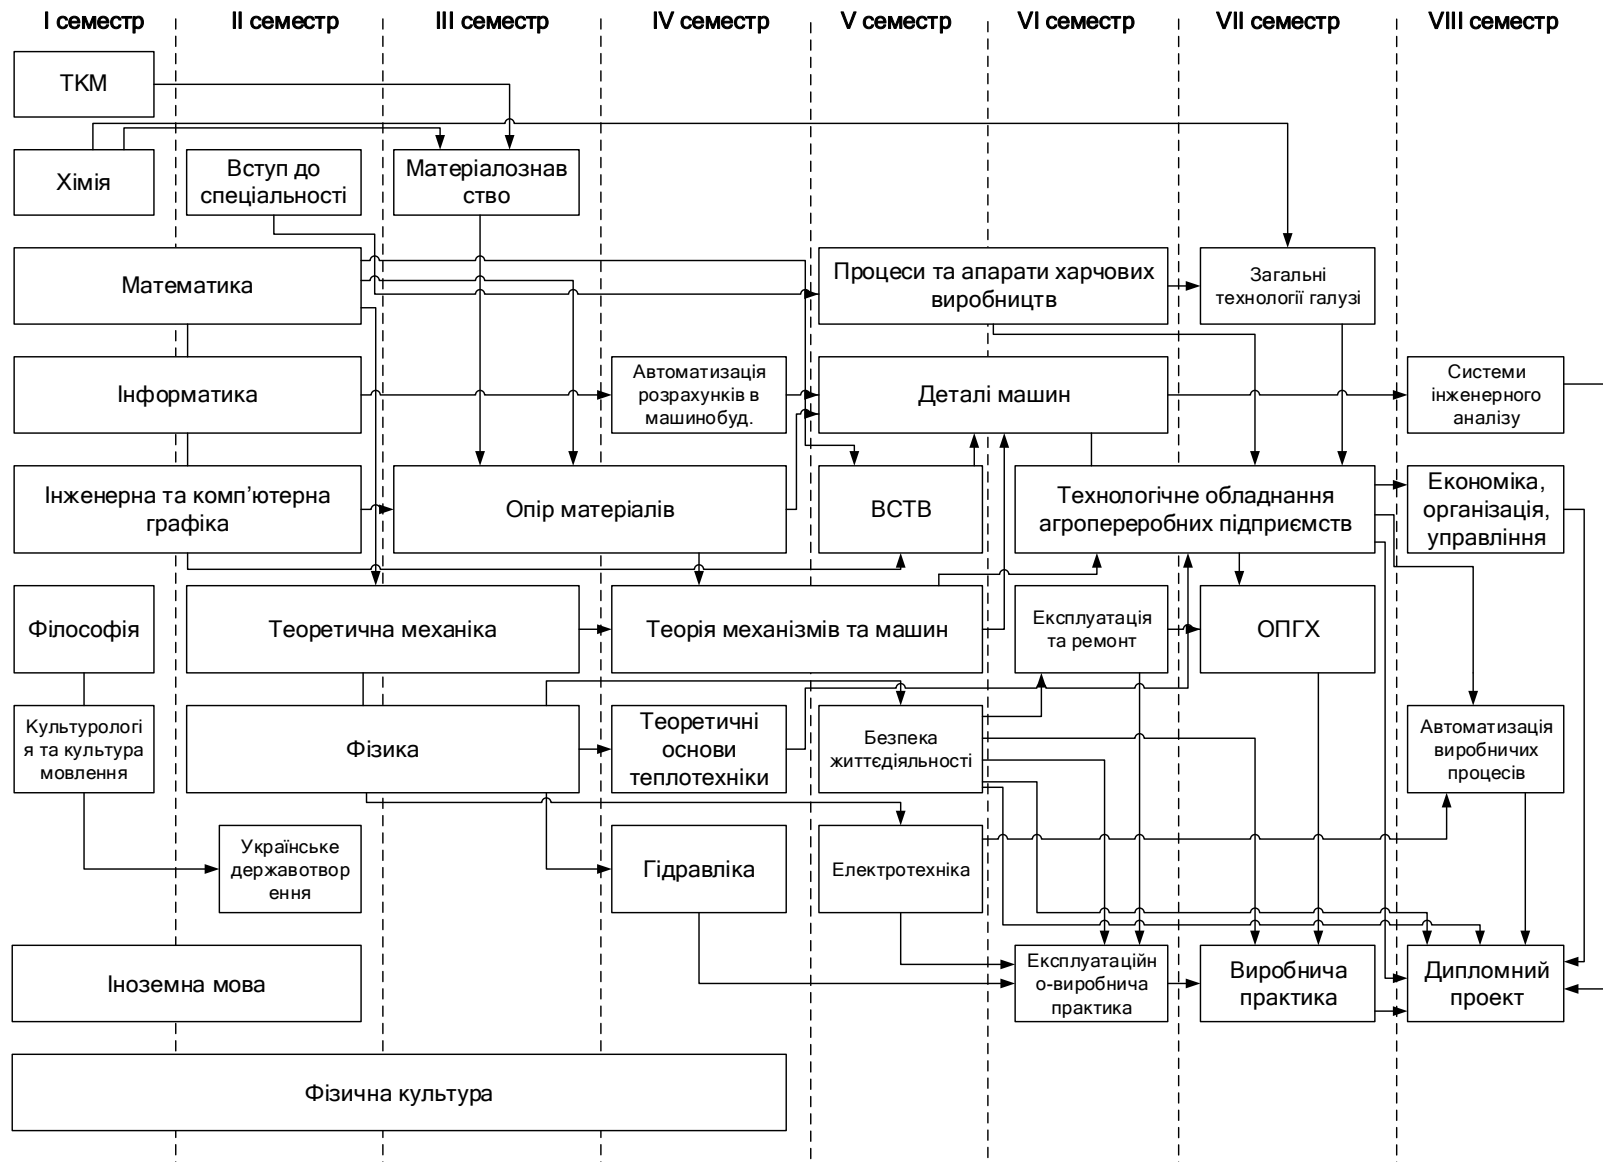 I семестр
II семестр
III семестр
IV семестр
V семестр
VI семестр
VII семестр
VIII семестр
ТКМ
Хімія
Вступ до
спеціальності
Матеріалознав
ство
Математика
Процеси та апарати харчових
виробництв
Загальні
технології галузі
Інформатика
Автоматизація
розрахунків в
машинобуд.
Деталі машин
Системи
інженерного
аналізу
Інженерна та комп’ютерна
графіка
Опір матеріалів
ВСТВ
Технологічне обладнання
агропереробних підприємств
Економіка,
організація,
управління
Філософія
Теоретична механіка
Теорія механізмів та машин
Експлуатація
та ремонт
ОПГХ
Культурологі
я та культура
мовлення
Фізика
Теоретичні
основи
теплотехніки
Безпека
життєдіяльності
Автоматизація
виробничих
процесів
Українське
державотвор
ення
Гідравліка
Електротехніка
Іноземна мова
Експлуатаційн
о-виробнича
практика
Виробнича
практика
Дипломний
проект
Фізична культура